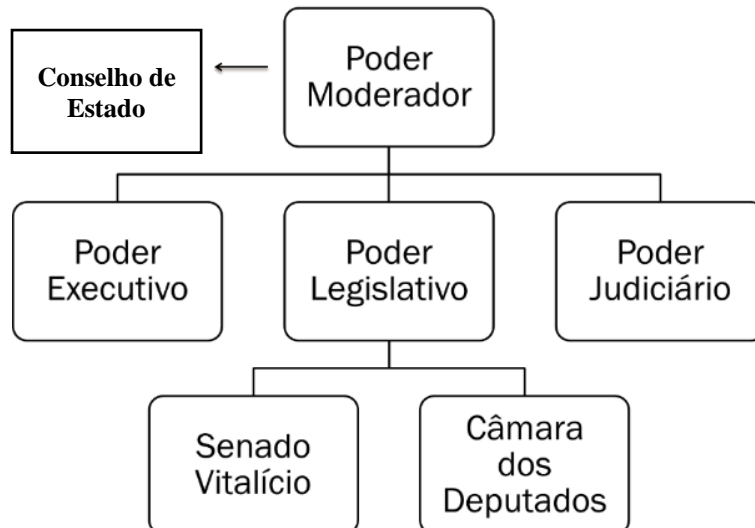 Conselho de
Estado
Poder
Moderador
Poder
Executivo
Poder
Legislativo
Poder
Judiciário
Senado
Vitalício
Câmara
dos
Deputados